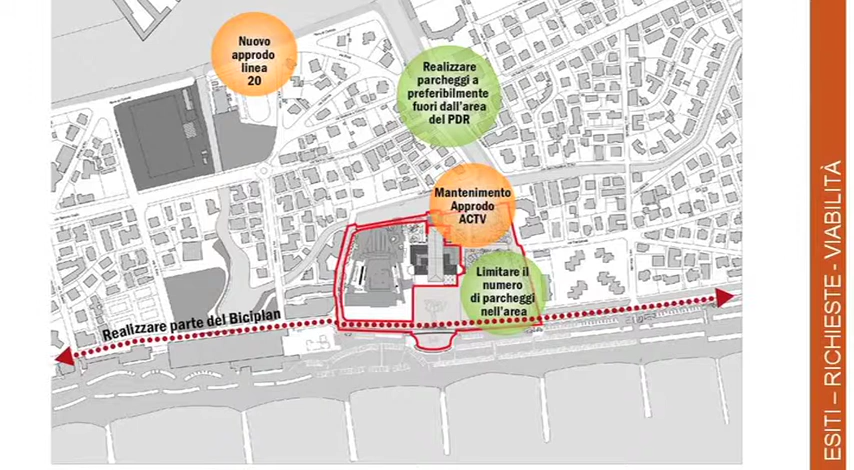 Nuovo
approdo
linea
20
Realizzare
parcheggi a
preferibilmente
fuori dall'area
del PDR
Mantenimento
Approdo
ACTV
Limitare il
numero
di parcheggi
nell'area
Realizzare parte del Biciplan
ESITI – RICHIESTE - VIABILITÀ